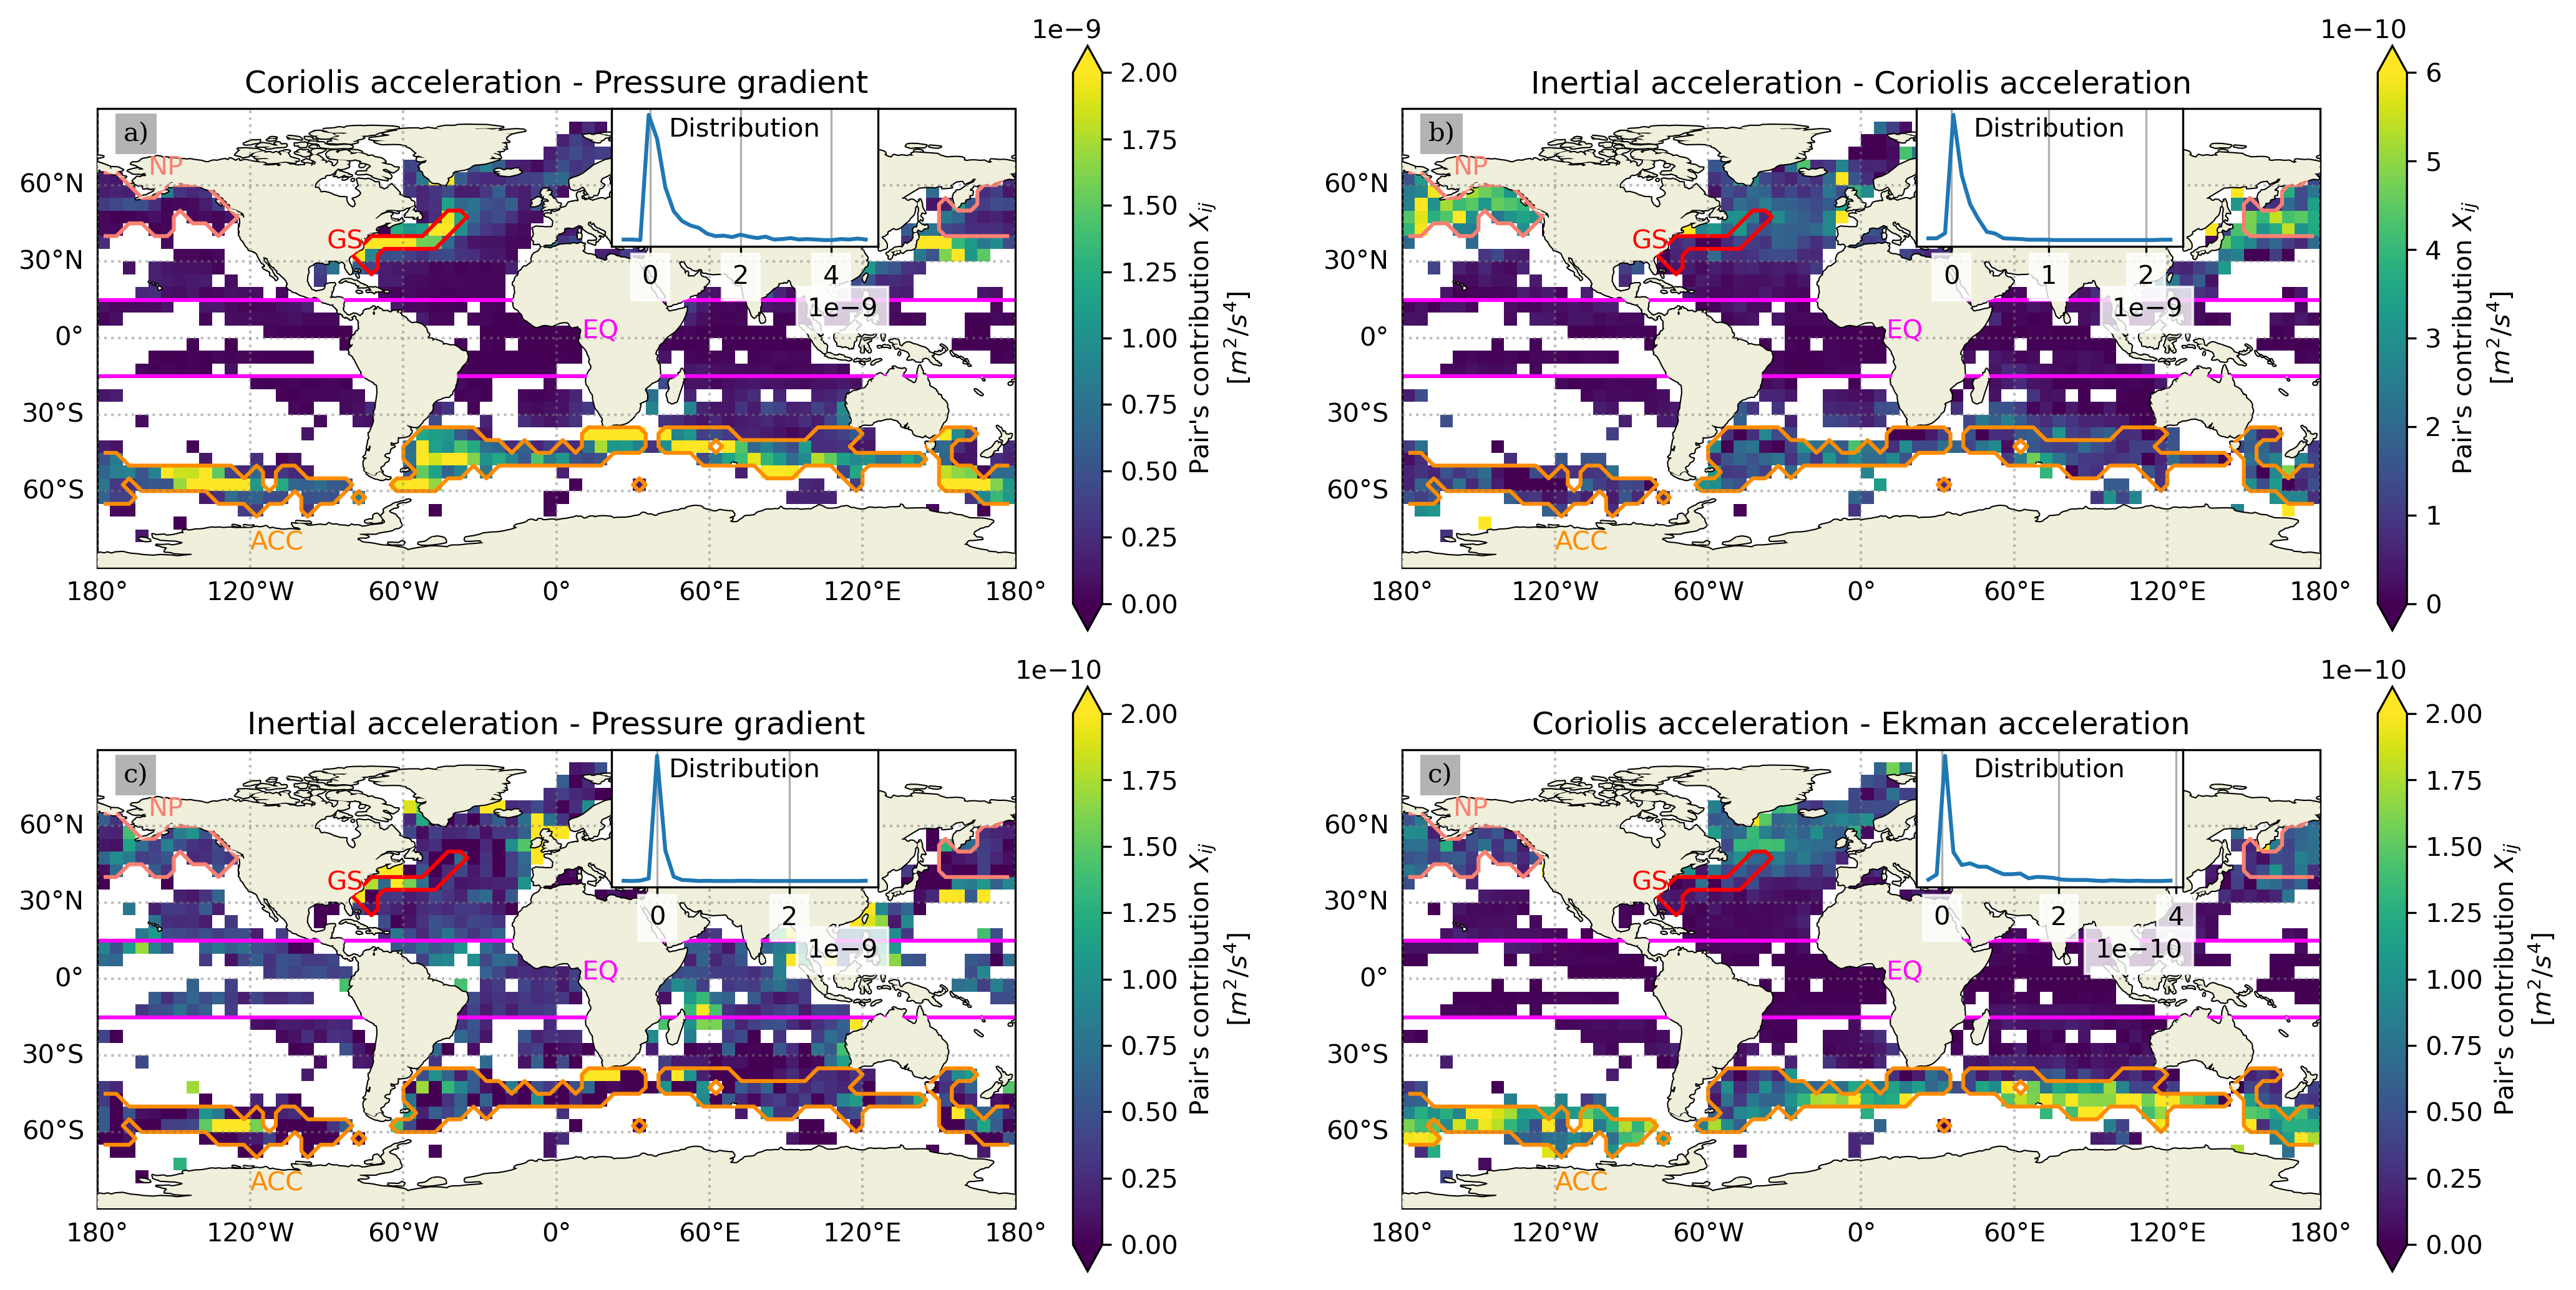 1e−9
Coriolis acceleration - Pressure gradient
a)
Distribution
NP
GS
EQ
ACC
0 2 4
1e−9
60°N
30°N
0°
30°S
60°S
180° 120°W 60°W 0° 60°E 120°E 180°
2.00
1.75
1.50
1.25
1.00
0.75
0.50
0.25
0.00
Pair's contribution Xij
[m2/s4]
1e−10
Inertial acceleration - Coriolis acceleration
b)
Distribution
NP
GS
EQ
ACC
0 1 2
1e−9
60°N
30°N
0°
30°S
60°S
180° 120°W 60°W 0° 60°E 120°E 180°
6
5
4
3
2
1
0
Pair's contribution Xij
[m2/s4]
1e−10
Inertial acceleration - Pressure gradient
c)
Distribution
NP
GS
EQ
ACC
0 2
1e−9
60°N
30°N
0°
30°S
60°S
180° 120°W 60°W 0° 60°E 120°E 180°
2.00
1.75
1.50
1.25
1.00
0.75
0.50
0.25
0.00
Pair's contribution Xij
[m2/s4]
1e−10
Coriolis acceleration - Ekman acceleration
c)
Distribution
NP
GS
EQ
ACC
0 2 4
1e−10
60°N
30°N
0°
30°S
60°S
180° 120°W 60°W 0° 60°E 120°E 180°
2.00
1.75
1.50
1.25
1.00
0.75
0.50
0.25
0.00
Pair's contribution Xij
[m2/s4]